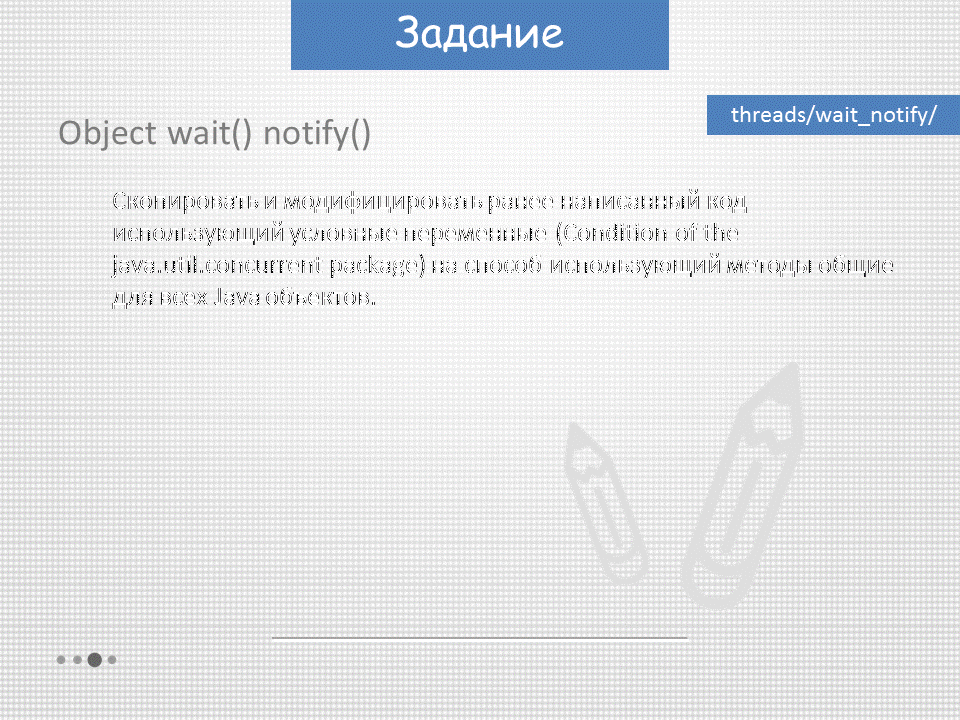 Задание
threads/wait_notify/
Object wait() notify()
Скопировать и модифицировать ранее написанный код
использующий условные переменные (Condition of the
java.util.concurrent package) на способ использующий методы общие
для всех Java объектов.